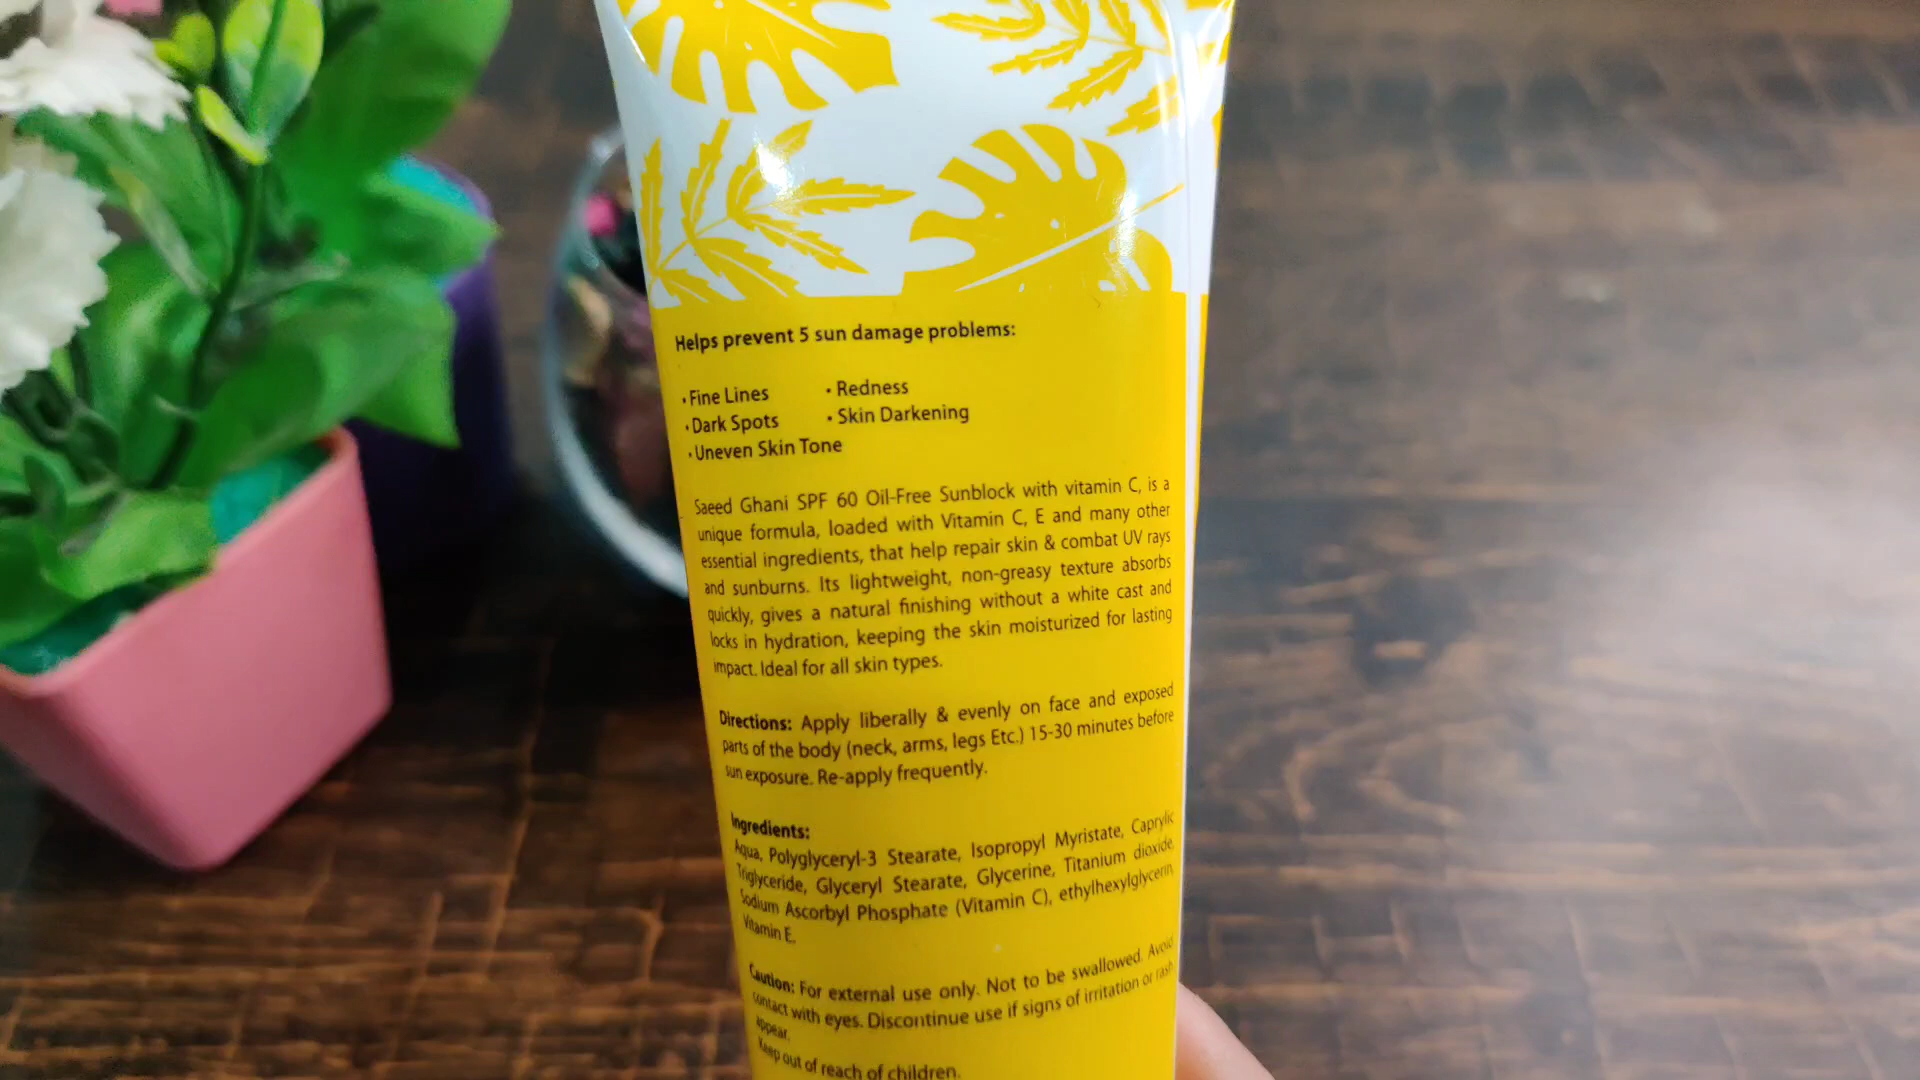 Helps prevent 5 sun damage problems:
• Fine Lines • Redness
• Dark Spots • Skin Darkening
• Uneven Skin Tone
Saeed Ghani SPF 60 Oil-Free Sunblock with vitamin C, is a
unique formula, loaded with Vitamin C, E and many other
essential ingredients, that help repair skin & combat UV rays
and sunburns. Its lightweight, non-greasy texture absorbs
quickly, gives a natural finishing without a white cast and
locks in hydration, keeping the skin moisturized for lasting
impact. Ideal for all skin types.
Directions: Apply liberally & evenly on face and exposed
parts of the body (neck, arms, legs Etc.) 15-30 minutes before
sun exposure. Re-apply frequently.
Ingredients:
Aqua, Polyglyceryl-3 Stearate, Isopropyl Myristate, Caprylic
Triglyceride, Glyceryl Stearate, Glycerine, Titanium dioxide,
Sodium Ascorbyl Phosphate (Vitamin C), ethylhexylglycerin,
Vitamin E.
Caution: For external use only. Not to be swallowed. Avoid
contact with eyes. Discontinue use if signs of irritation or rash
appear.
Keep out of reach of children.